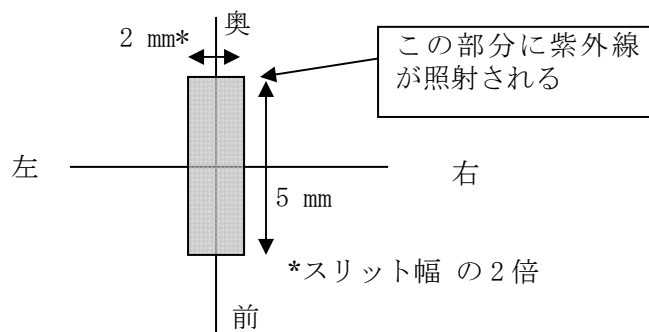 奥
2 mm*
この部分に紫外線
が照射される
左
右
5 mm
*スリット幅 の2倍
前